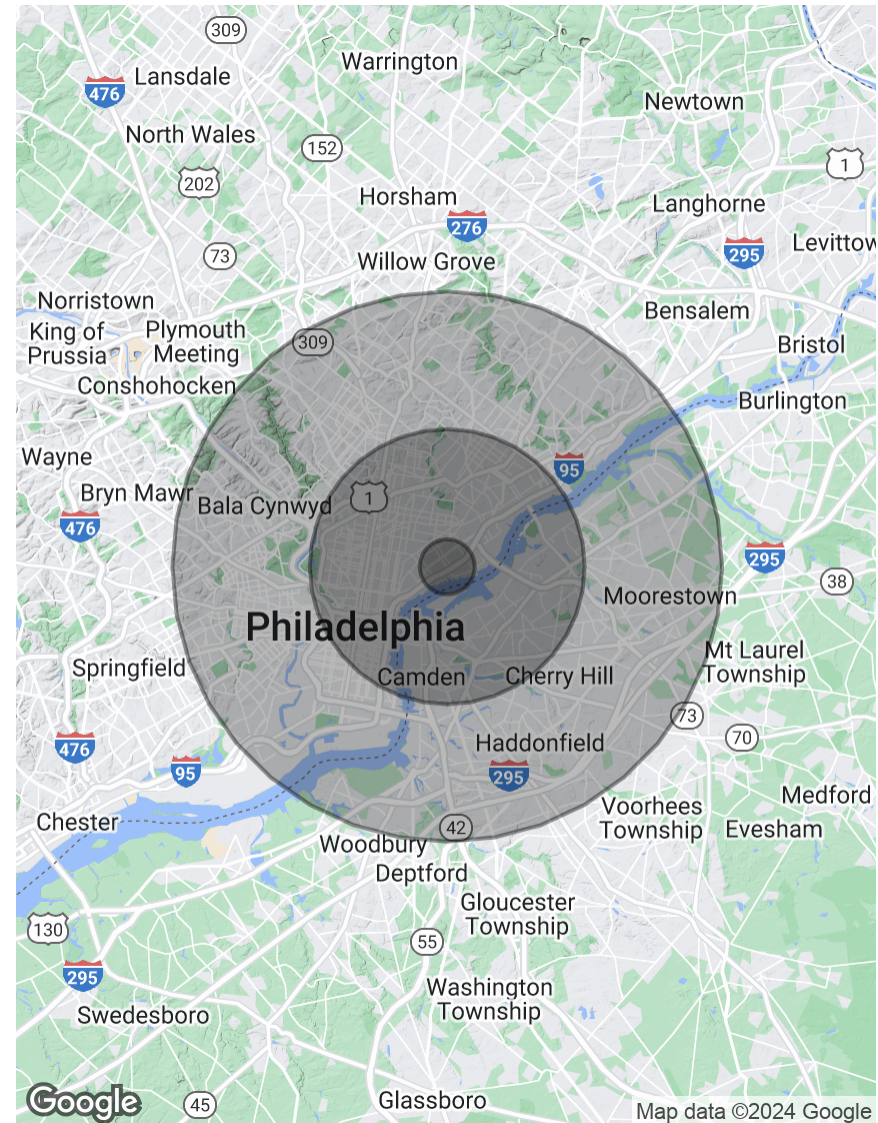 309
Warrington
Lansdale
476
Newtown
North Wales
152
1
202
Horsham
Langhorne
276
295
Levittow
73
Willow Grove
Norristown
Bensalem
King of
Prussia
Plymouth
Meeting
309
Bristol
Conshohocken
Burlington
Wayne
95
Bryn Mawr
1
Bala Cynwyd
476
295
38
Moorestown
Philadelphia
Mt Laurel
Township
Springfield
Camden
Cherry Hill
73
70
476
Haddonfield
95
295
Medford
Voorhees
Township
Chester
42
Evesham
Woodbury
Deptford
Gloucester
Township
130
55
295
Washington
Township
Swedesboro
Glassboro
Google
45
Map data ©2024 Google